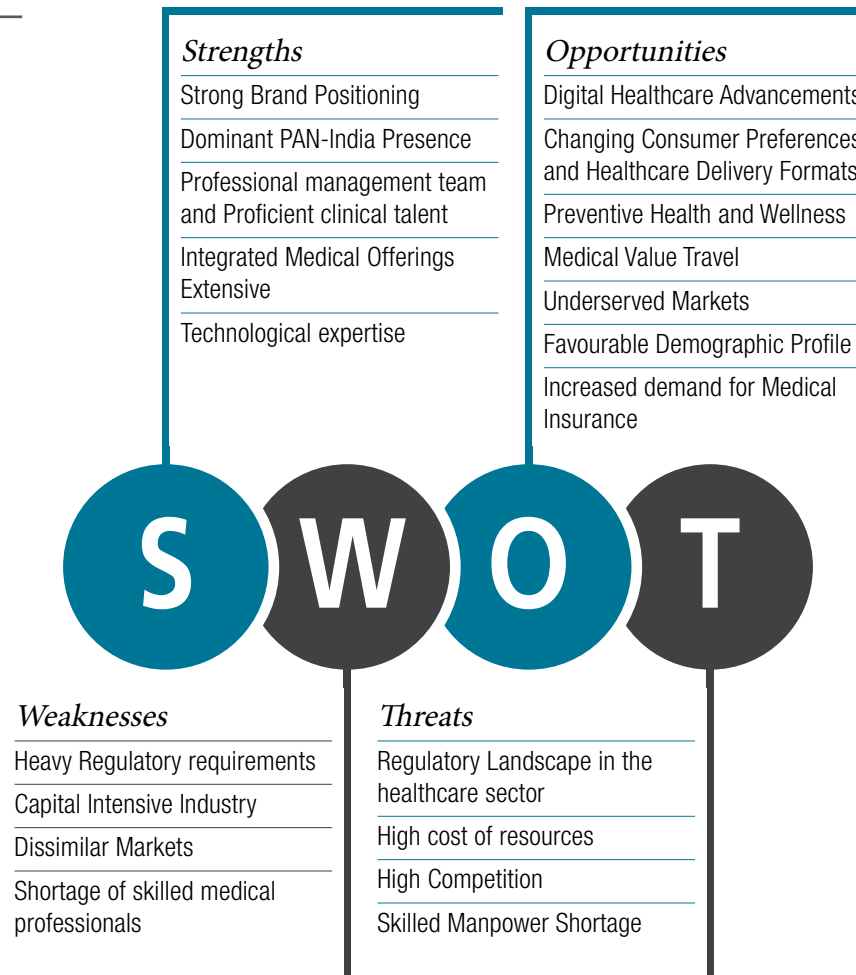 Strengths
Strong Brand Positioning
Dominant PAN-India Presence
Professional management team
and Proficient clinical talent
Integrated Medical Offerings
Extensive
Technological expertise
Opportunities
Digital Healthcare Advancements
Changing Consumer Preferences
and Healthcare Delivery Formats
Preventive Health and Wellness
Medical Value Travel
Underserved Markets
Favourable Demographic Profile
Increased demand for Medical
Insurance
S W O T
Weaknesses
Heavy Regulatory requirements
Capital Intensive Industry
Dissimilar Markets
Shortage of skilled medical
professionals
Threats
Regulatory Landscape in the
healthcare sector
High cost of resources
High Competition
Skilled Manpower Shortage